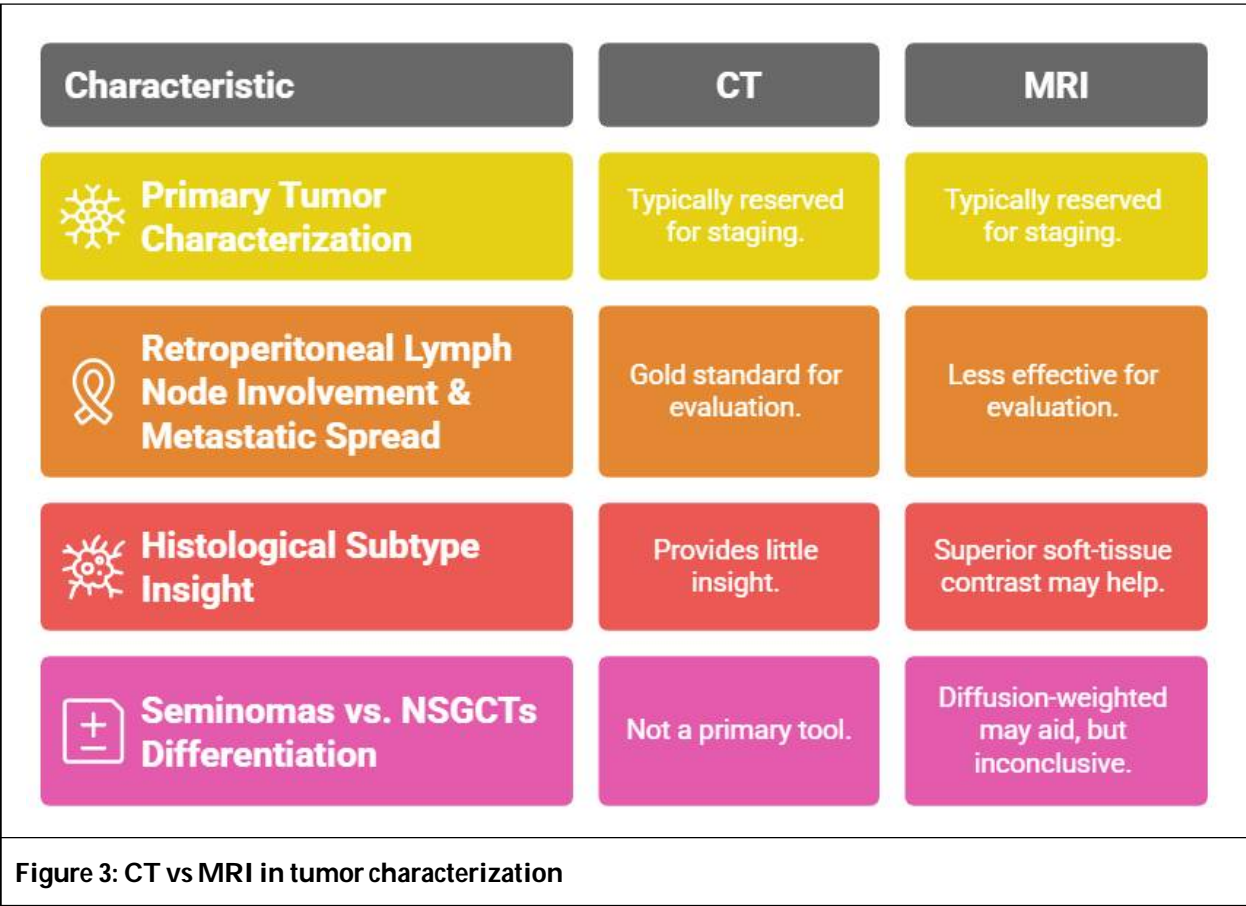 Characteristic CT MRI
Primary Tumor
Characterization
Typically reserved
for staging.
Typically reserved
for staging.
Retroperitoneal Lymph
Node Involvement &
Metastatic Spread
Gold standard for
evaluation.
Less effective for
evaluation.
Histological Subtype
Insight
Provides little
insight.
Superior soft-tissue
contrast may help.
Seminomas vs. NSGCTs
Differentiation
Not a primary tool.
Diffusion-weighted
may aid, but
inconclusive.
Figure 3: CT vs MRI in tumor characterization